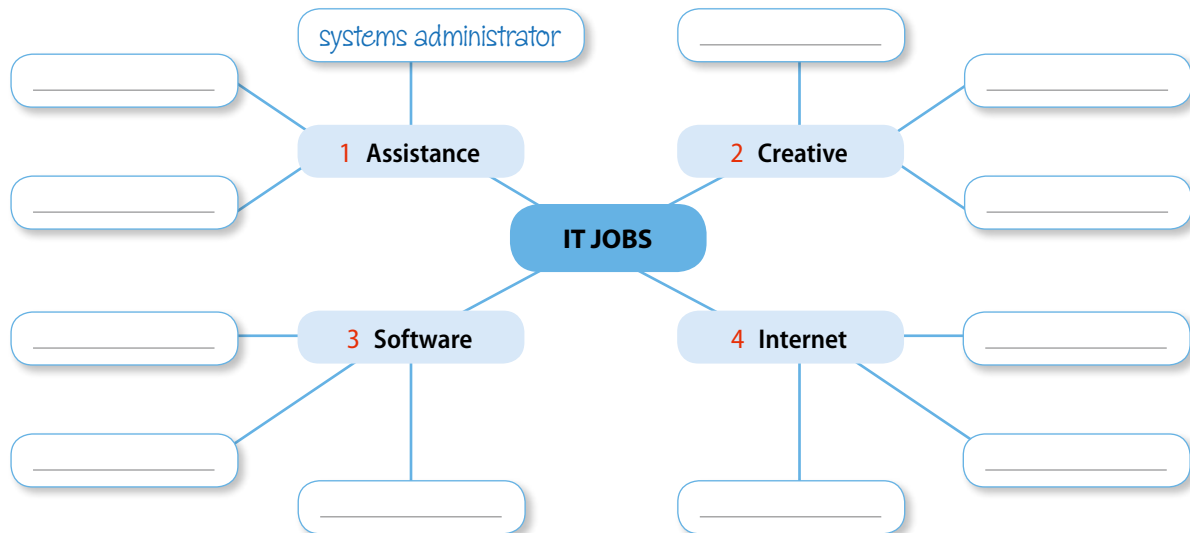 systems administrator
1 Assistance
2 Creative
IT JOBS
3 Software
4 Internet